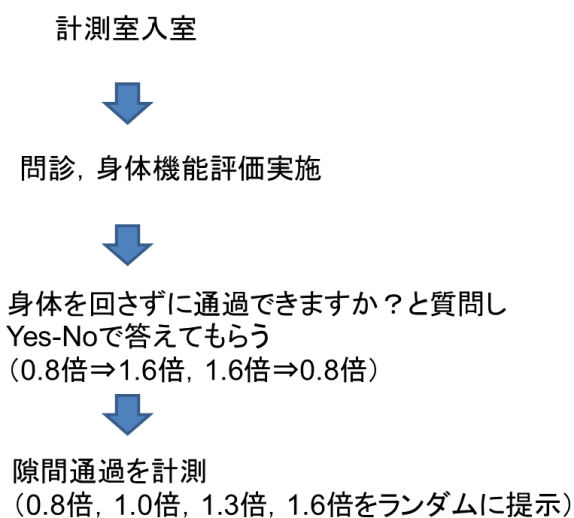 計測室入室
問診，身体機能評価実施
身体を回さずに通過できますか？と質問し
Yes-Noで答えてもらう
（0.8倍⇒1.6倍，1.6倍⇒0.8倍）
隙間通過を計測
（0.8倍，1.0倍，1.3倍，1.6倍をランダムに提示）